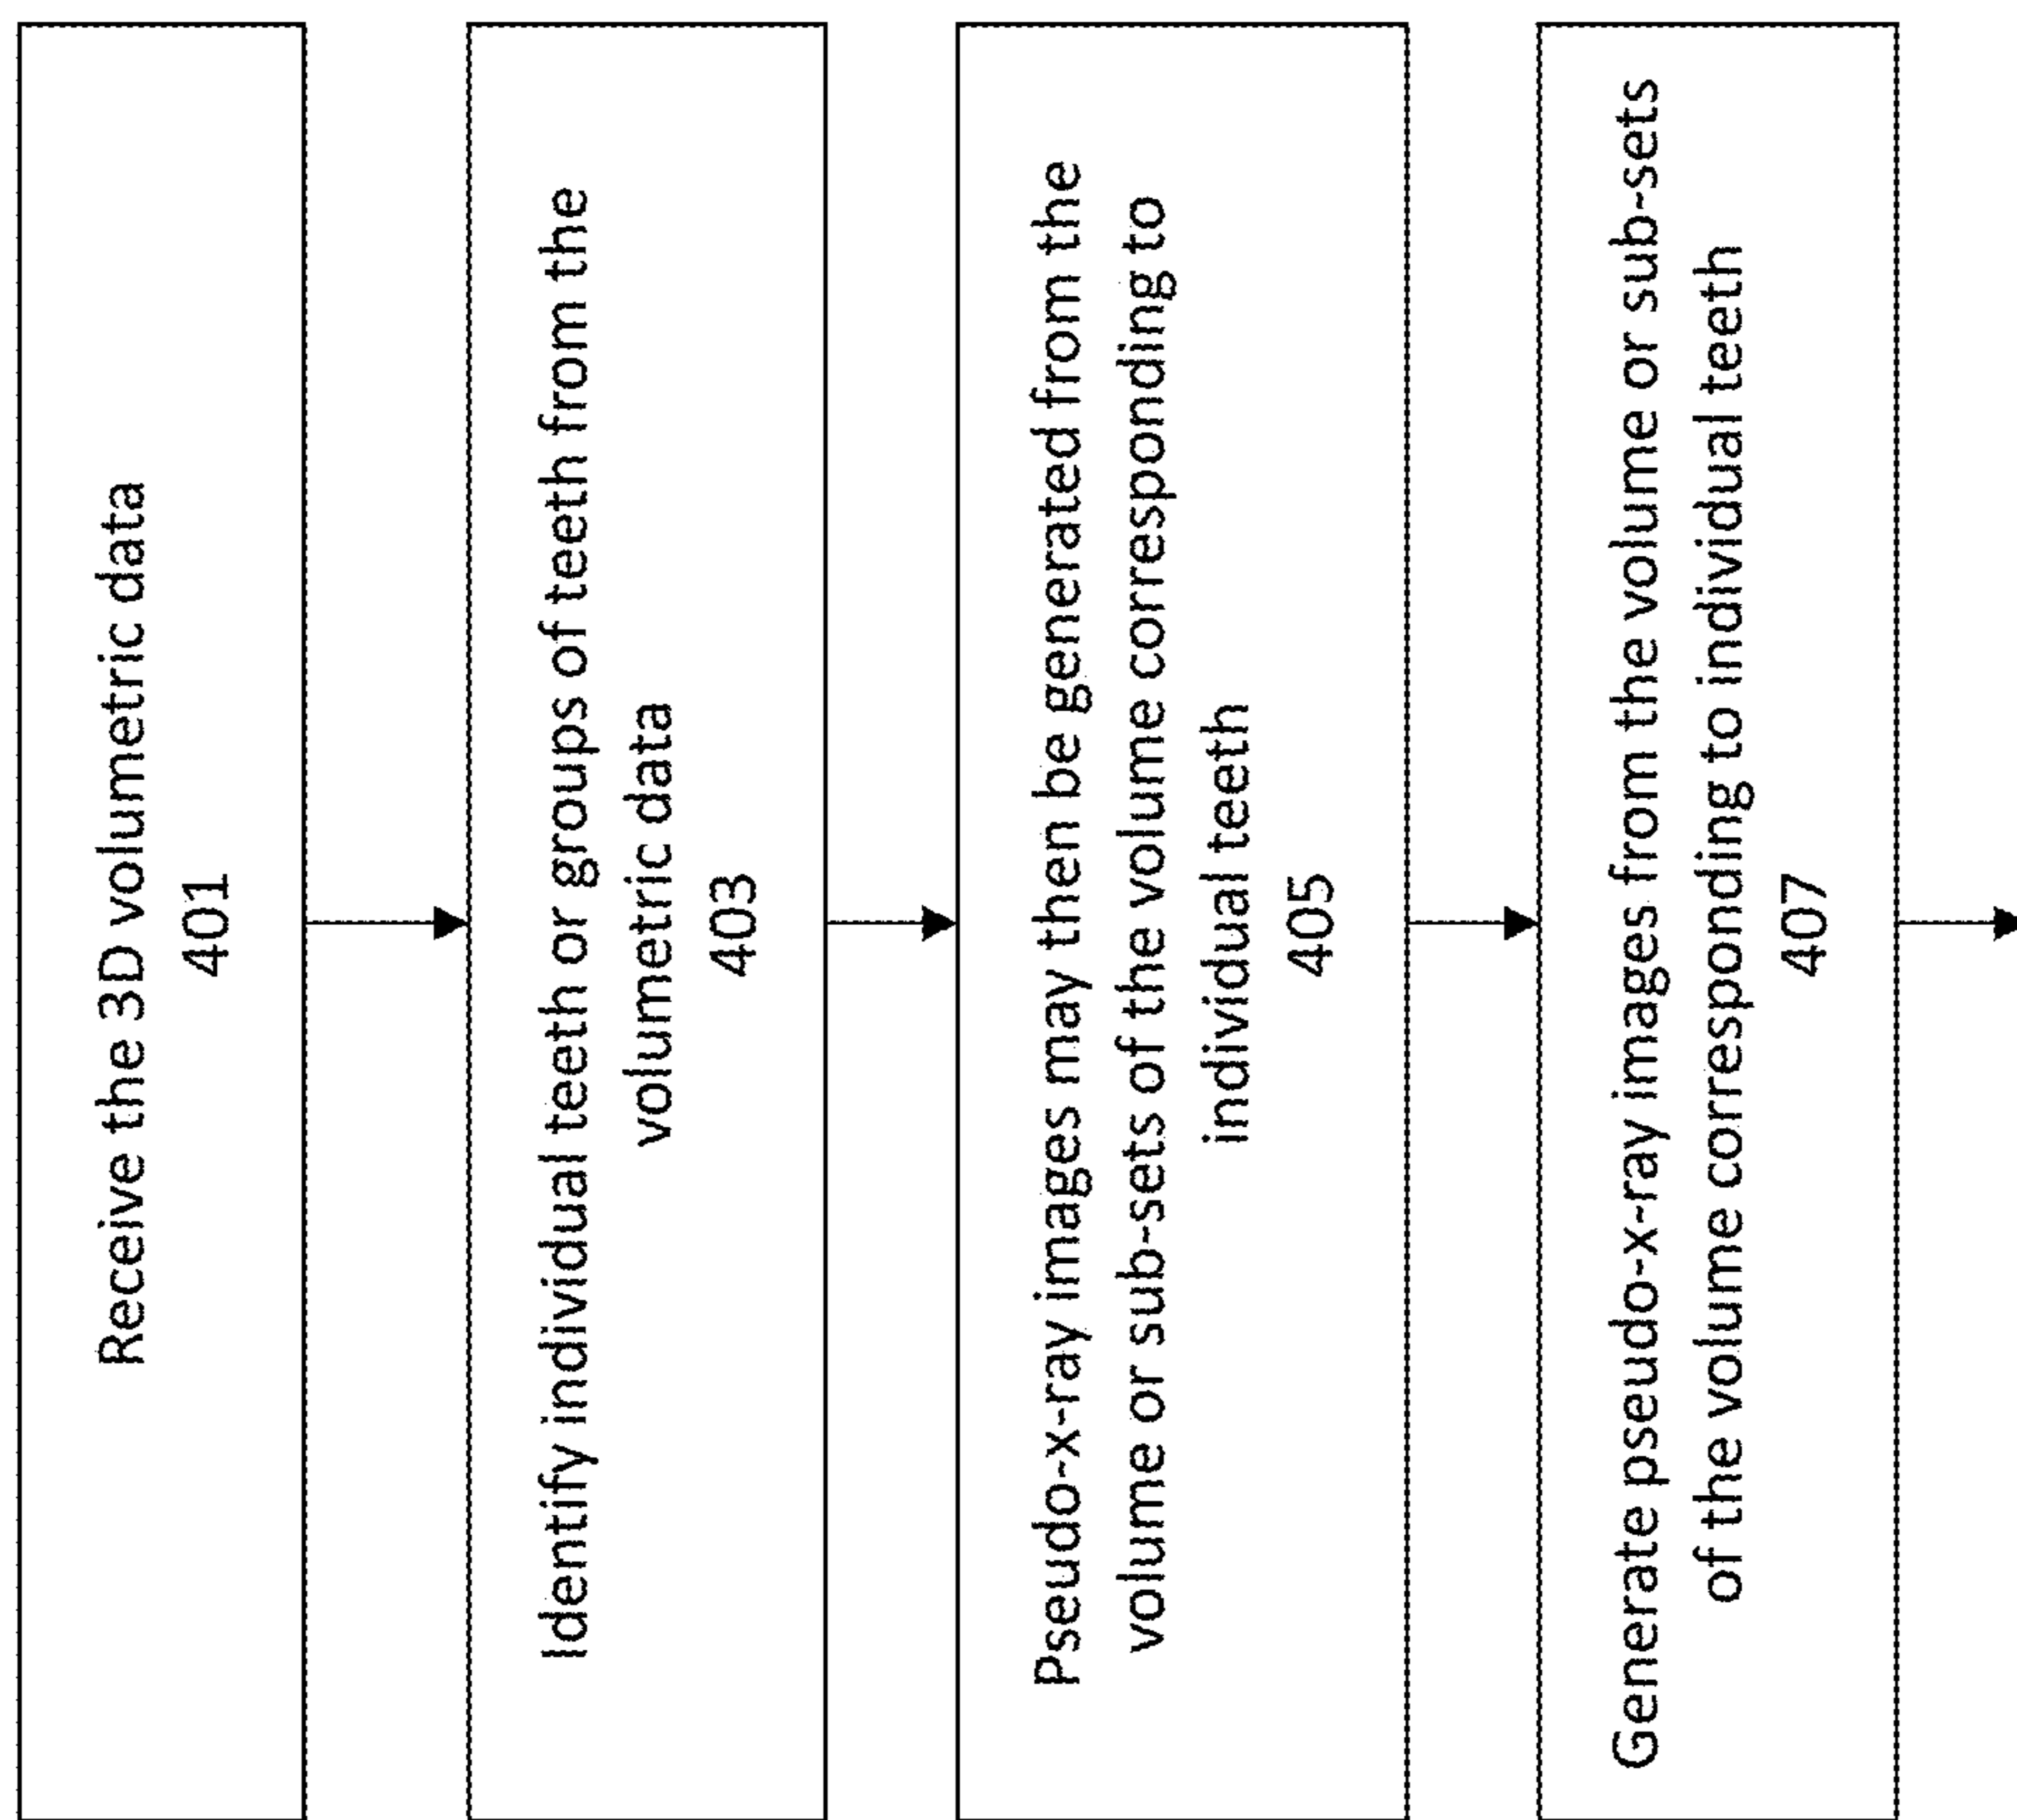 Receive the 3D volumetric data
401
Identify individual teeth or groups of teeth from the
volumetric data
403
Pseudo-x-ray images may then be generated from the
volume or sub-sets of the volume corresponding to
individual teeth
405
Generate pseudo-x-ray images from the volume or sub-sets
of the volume corresponding to individual teeth
407